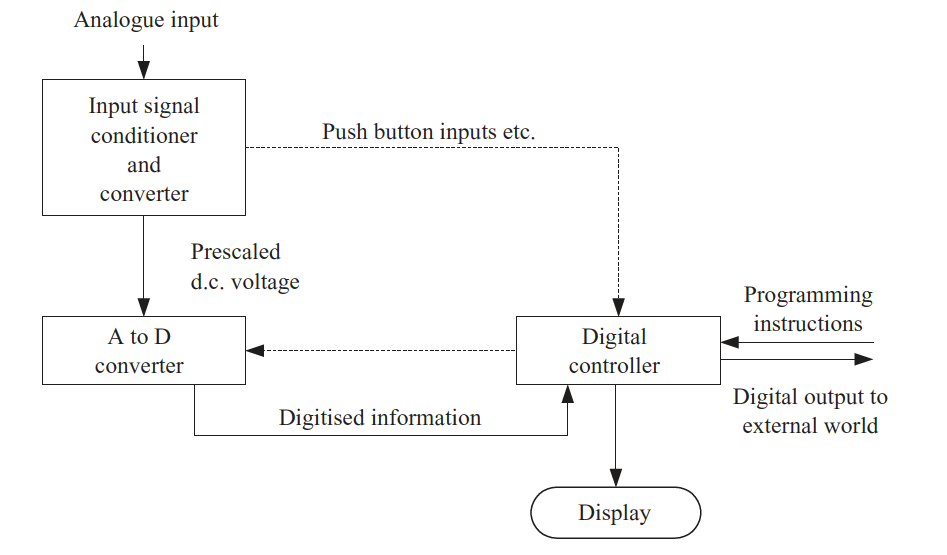 Analogue input
Input signal
conditioner
and
converter
Push button inputs etc.
Prescaled
d.c. voltage
A to D
converter
Digital
controller
Programming
instructions
Digital output to
external world
Digitised information
Display